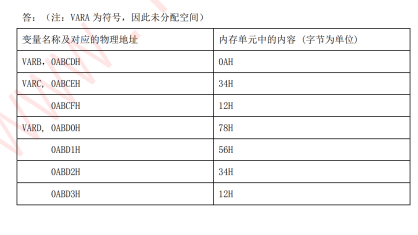 答：（注：VARA 为符号，因此未分配空间）
变量名称及对应的物理地址 内存单元中的内容（字节为单位)
VARB，0ABCDH 0AH
VARC, 0ABCEH 34H
0ABCFH 12H
VARD, 0ABD0H 78H
0ABD1H 56H
0ABD2H 34H
0ABD3H 12H